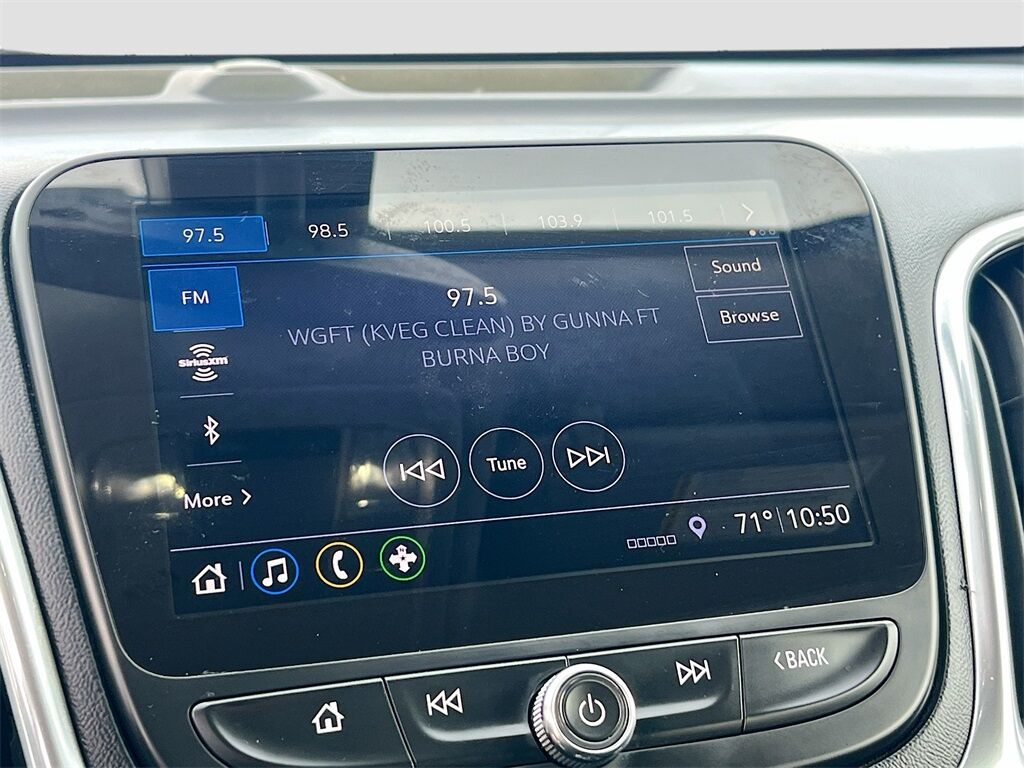 97.5 98.5 100.5 103.9 101.5
FM
97.5
Sound
WGFT (KVEG CLEAN) BY GUNNA FT
BURNA BOY
Browse
SiriusXM
Tune
More
71° 10:50
N
BACK